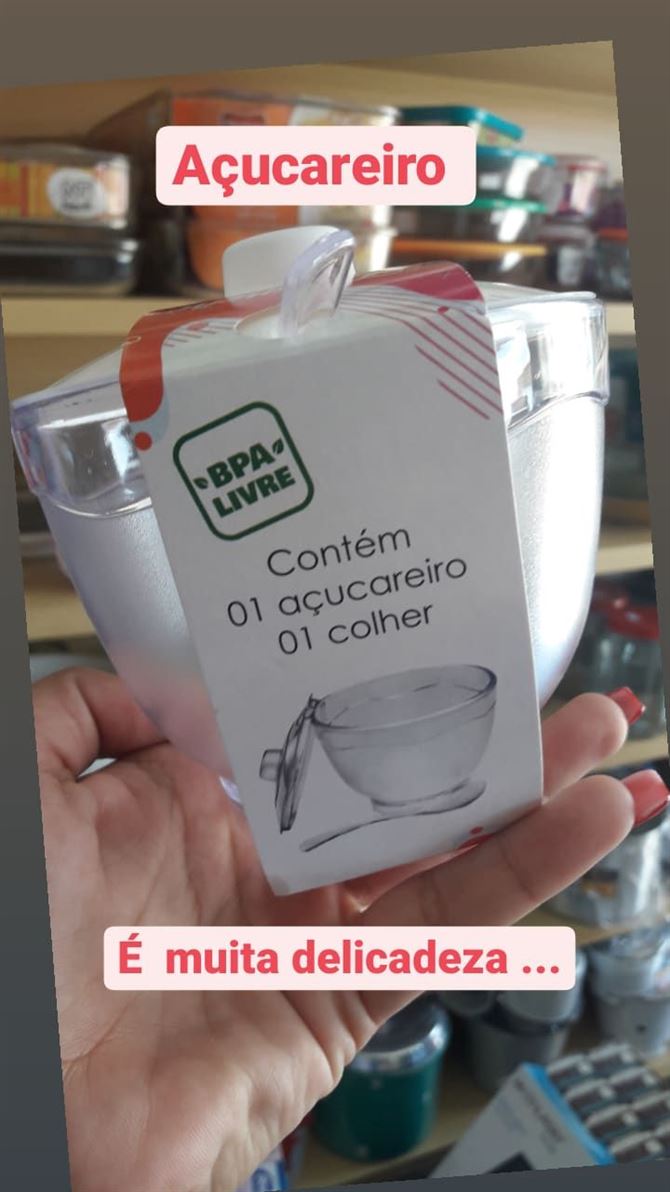 Açucareiro
BPA
LIVRE
Contém
01 açucareiro
01 colher
É muita delicadeza ...